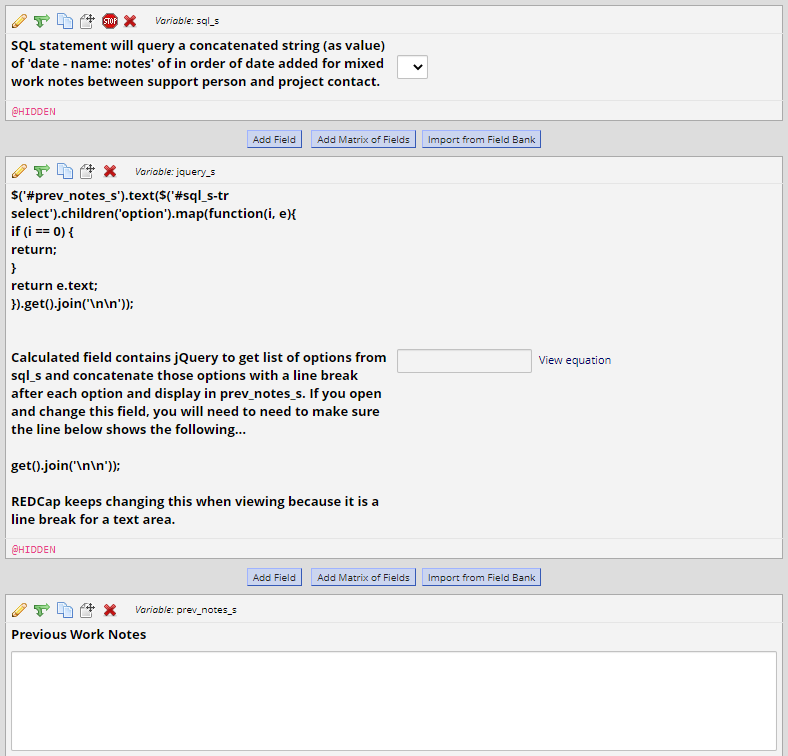 STOP Variable: sql_s
SQL statement will query a concatenated string (as value)
of 'date - name: notes' of in order of date added for mixed
work notes between support person and project contact.
@HIDDEN
Add Field Add Matrix of Fields Import from Field Bank
Variable: jquery_s
$('#prev_notes_s').text($('#sql_s-tr
select').children('option').map(function(i, e){
if (i == 0) {
return;
}
return e.text;
}).get().join('\n\n'));
Calculated field contains jQuery to get list of options from
sql_s and concatenate those options with a line break
after each option and display in prev_notes_s. If you open
and change this field, you will need to need to make sure
the line below shows the following...
View equation
get().join('\n\n'));
REDCap keeps changing this when viewing because it is a
line break for a text area.
@HIDDEN
Add Field Add Matrix of Fields Import from Field Bank
Variable: prev_notes_s
Previous Work Notes